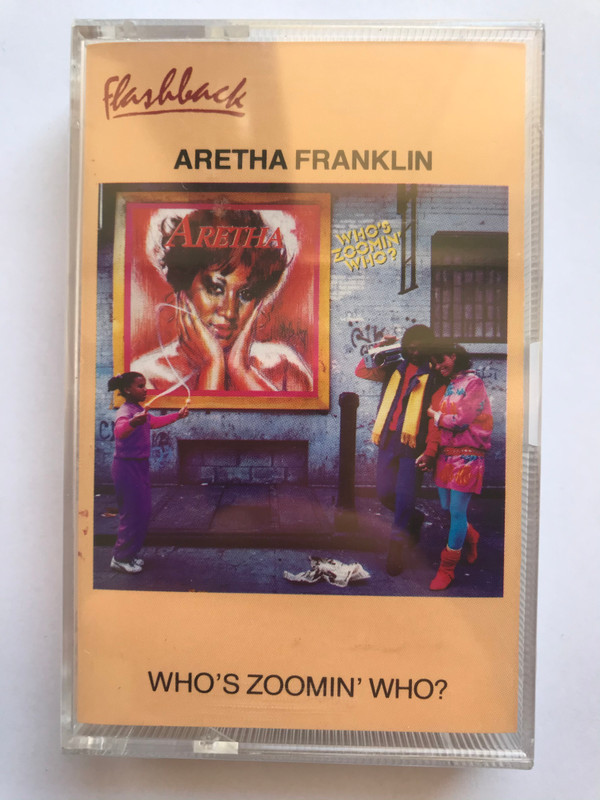 Flashback
ARETHA FRANKLIN
ARETHA
WHO'S
ZOOMIN'
WHO?
WHO'S ZOOMIN' WHO?